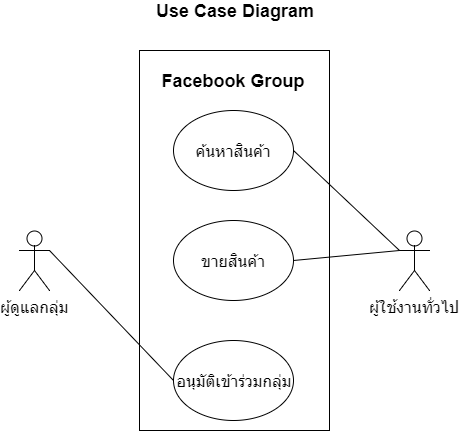 Use Case Diagram
Facebook Group
ค้นหาสินค้า
ขายสินค้า
ผู้ดูแลกลุ่ม
ผู้ใช้งานทั่วไป
อนุมัติเข้าร่วมกลุ่ม